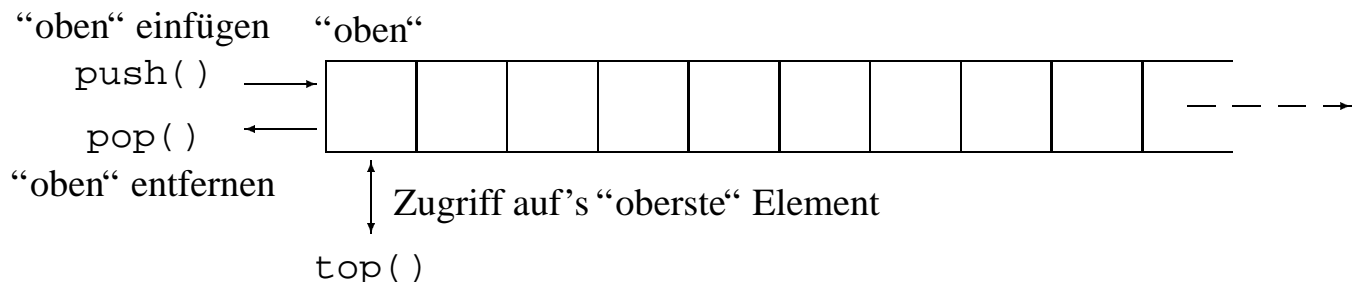 “oben“ einfügen “oben“
push()
pop()
“oben“ entfernen
Zugriff auf's “oberste“ Element
top()